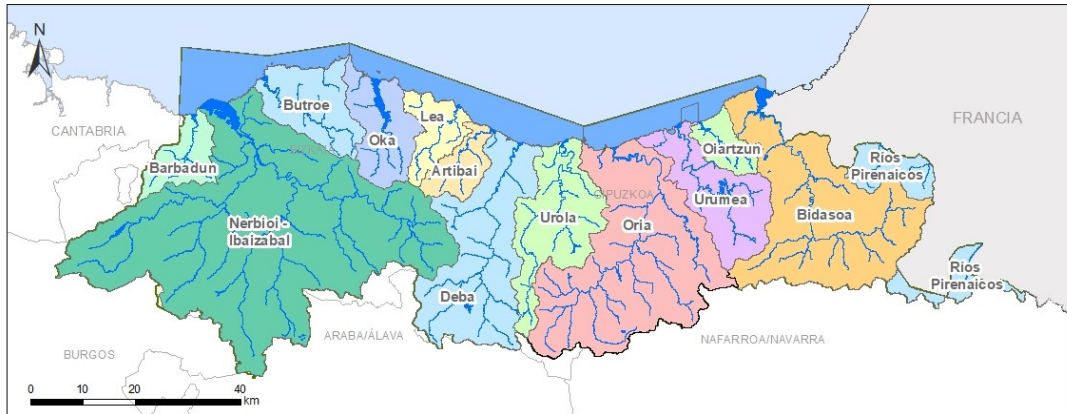 N
CANTABRIA
FRANCIA
Butroe
Lea
Oka
Oiartzun
Barbadun
Ríos
Pirenaicos
Artibai
GIPUZKOA
Urumea
Bidasoa
Nerbioi -
Ibaizabal
Urola
Oria
Ríos
Pirenaicos
Deba
ARABA/ÁLAVA
NAFARROA/NAVARRA
BURGOS
0 10 20 40
km